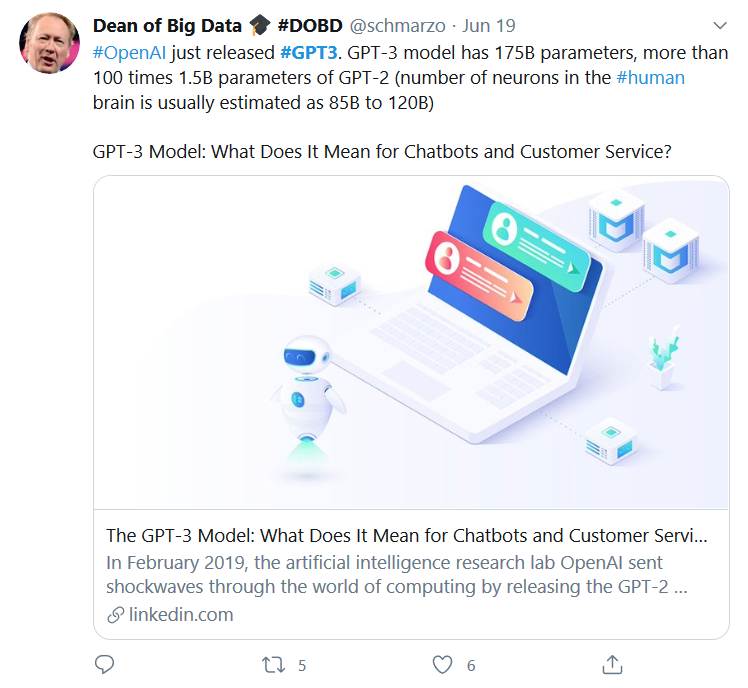 Dean of Big Data 🎓 #DOBD @schmarzo · Jun 19
#OpenAI just released #GPT3. GPT-3 model has 175B parameters, more than
100 times 1.5B parameters of GPT-2 (number of neurons in the #human
brain is usually estimated as 85B to 120B)
GPT-3 Model: What Does It Mean for Chatbots and Customer Service?
The GPT-3 Model: What Does It Mean for Chatbots and Customer Servi...
In February 2019, the artificial intelligence research lab OpenAI sent
shockwaves through the world of computing by releasing the GPT-2 ...
linkedin.com
5 6